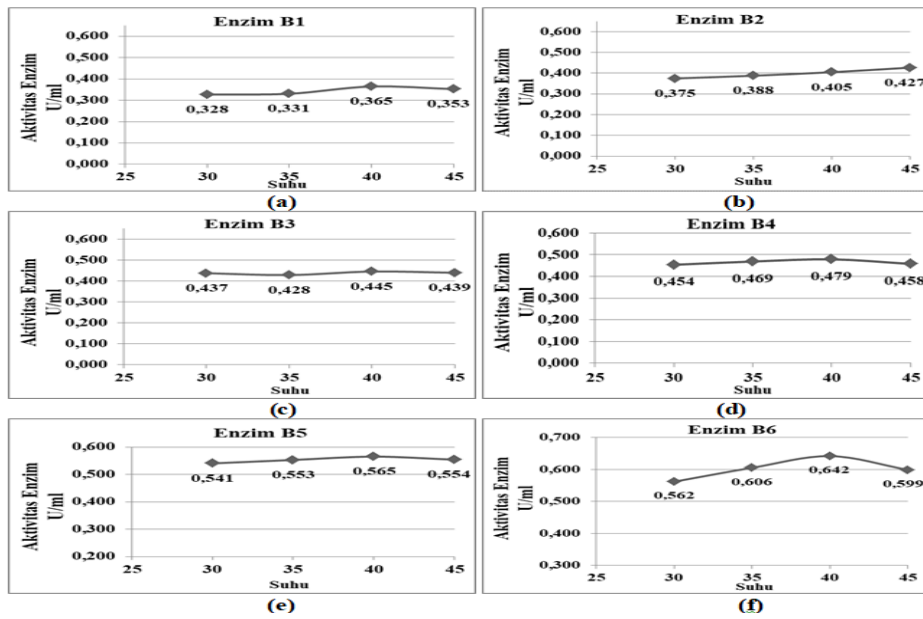 Enzim B1
Aktivitas Enzim
U/ml
0,600
0,500
0,400
0,300
0,200
0,100
0,000
0,328 0,331 0,365 0,353
25 30 35 40 45
Suhu
(a)
Enzim B2
Aktivitas Enzim
U/ml
0,600
0,500
0,400
0,300
0,200
0,100
0,000
0,375 0,388 0,405 0,427
25 30 35 40 45
Suhu
(b)
Enzim B3
Aktivitas Enzim
U/ml
0,600
0,500
0,400
0,300
0,200
0,100
0,000
0,437 0,428 0,445 0,439
25 30 35 40 45
Suhu
(c)
Enzim B4
Aktivitas Enzim
U/ml
0,600
0,500
0,400
0,300
0,200
0,100
0,000
0,454 0,469 0,479 0,458
25 30 35 40 45
Suhu
(d)
Enzim B5
Aktivitas Enzim
U/ml
0,600
0,500
0,400
0,300
0,200
0,541 0,553 0,565 0,554
25 30 35 40 45
Suhu
(e)
Enzim B6
Aktivitas Enzim
U/ml
0,700
0,600
0,500
0,400
0,300
0,562 0,606 0,642 0,599
25 30 35 40 45
Suhu
(f)